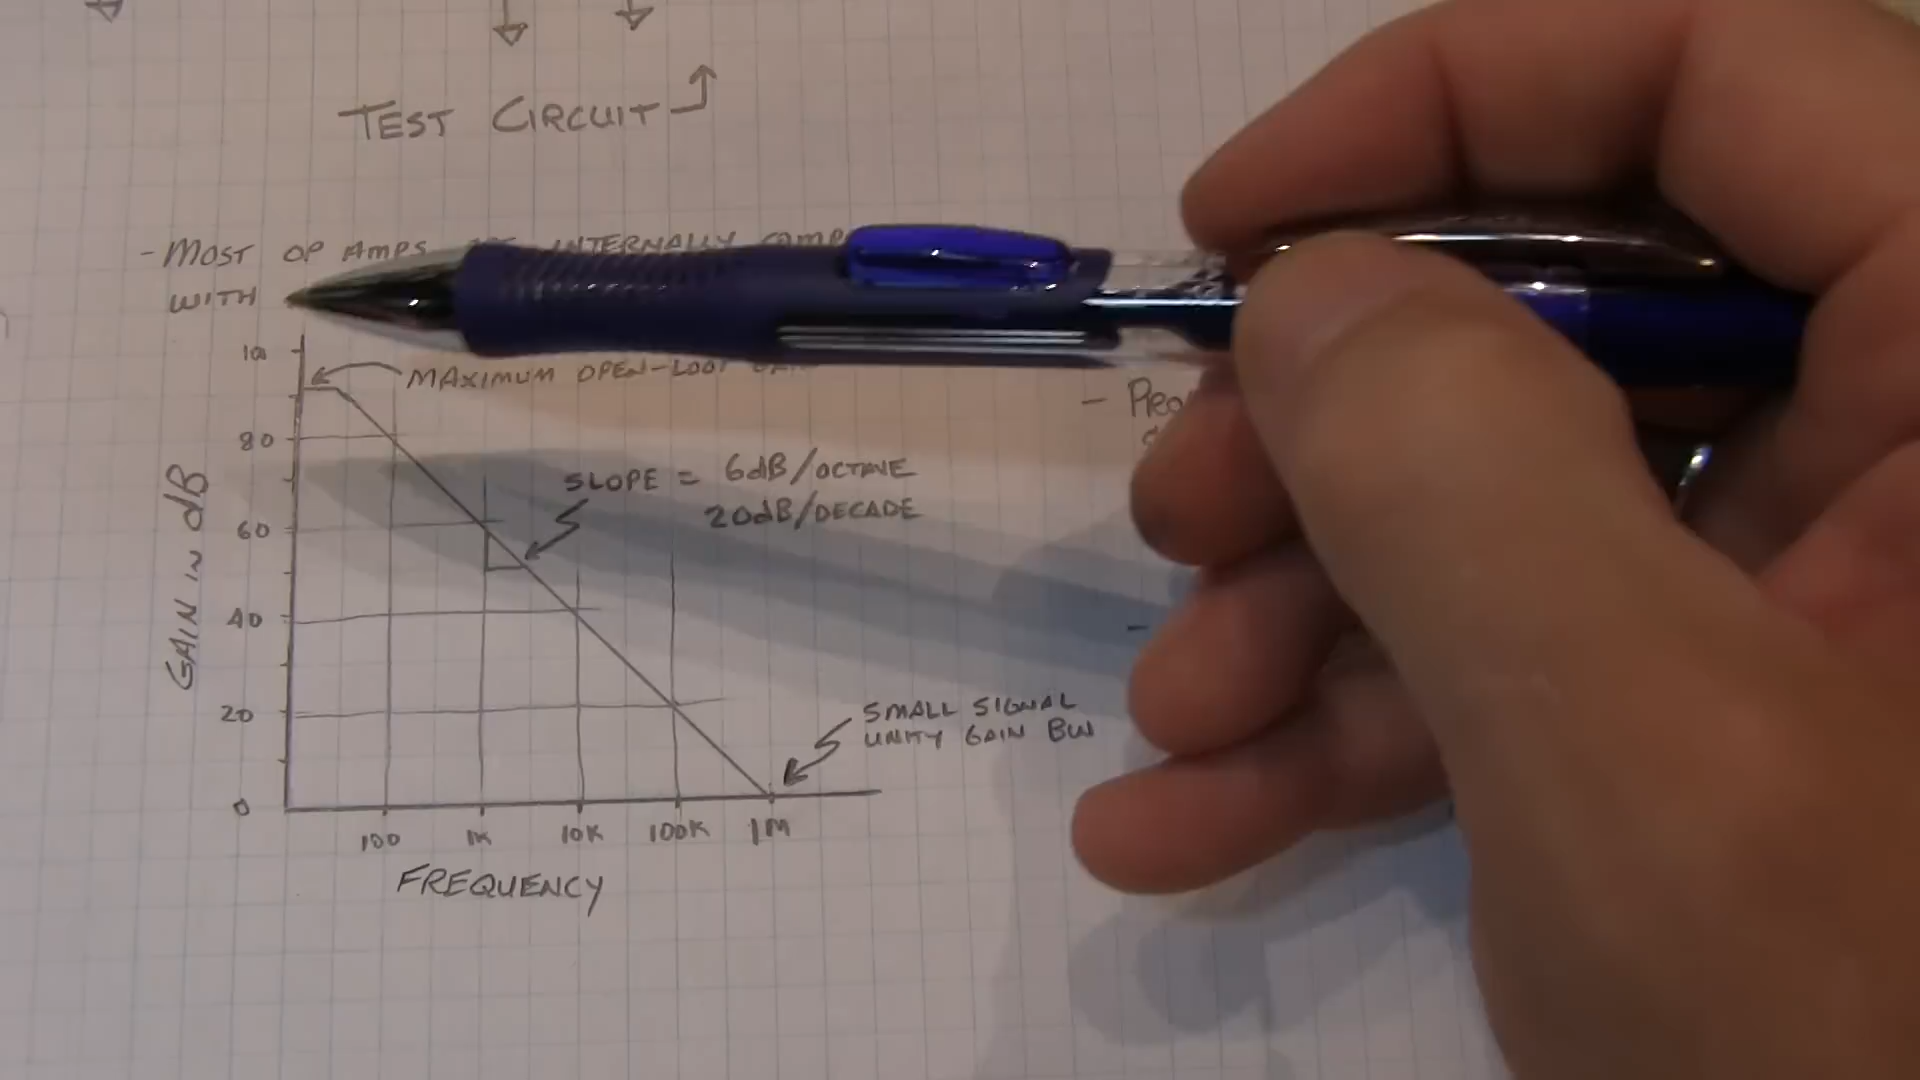 TEST CIRCUIT
- MOST OP AMPS INTERNALLY
WITH
MAXIMUM OPEN-LOOP
- 
80
SLOPE = 6dB/OCTAVE
20dB/DECADE
60
GAIN IN dB
40
-
20
SMALL SIGNAL
UNITY GAIN BW
0
100 1K 10K 100K 1M
FREQUENCY